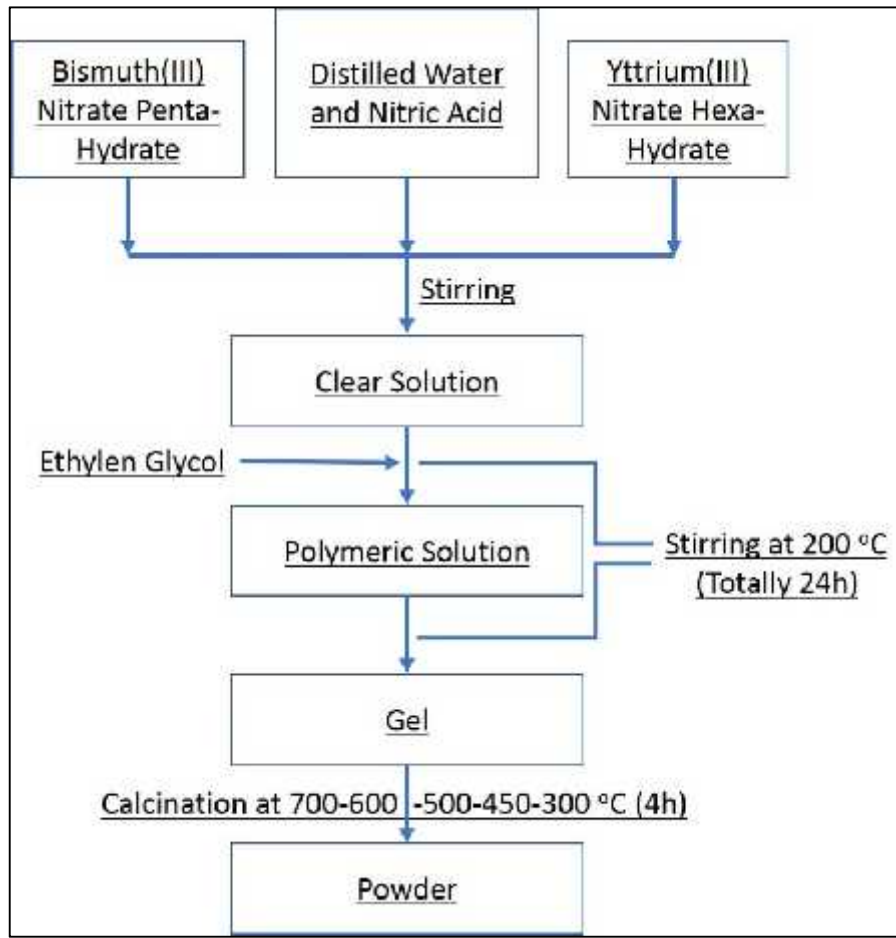 Bismuth(III)
Nitrate Penta-
Hydrate
Distilled Water
and Nitric Acid
Yttrium(III)
Nitrate Hexa-
Hydrate
Stirring
Clear Solution
Ethylen Glycol
Polymeric Solution
Stirring at 200 °C
(Totally 24h)
Gel
Calcination at 700-600 -500-450-300 °C (4h)
Powder